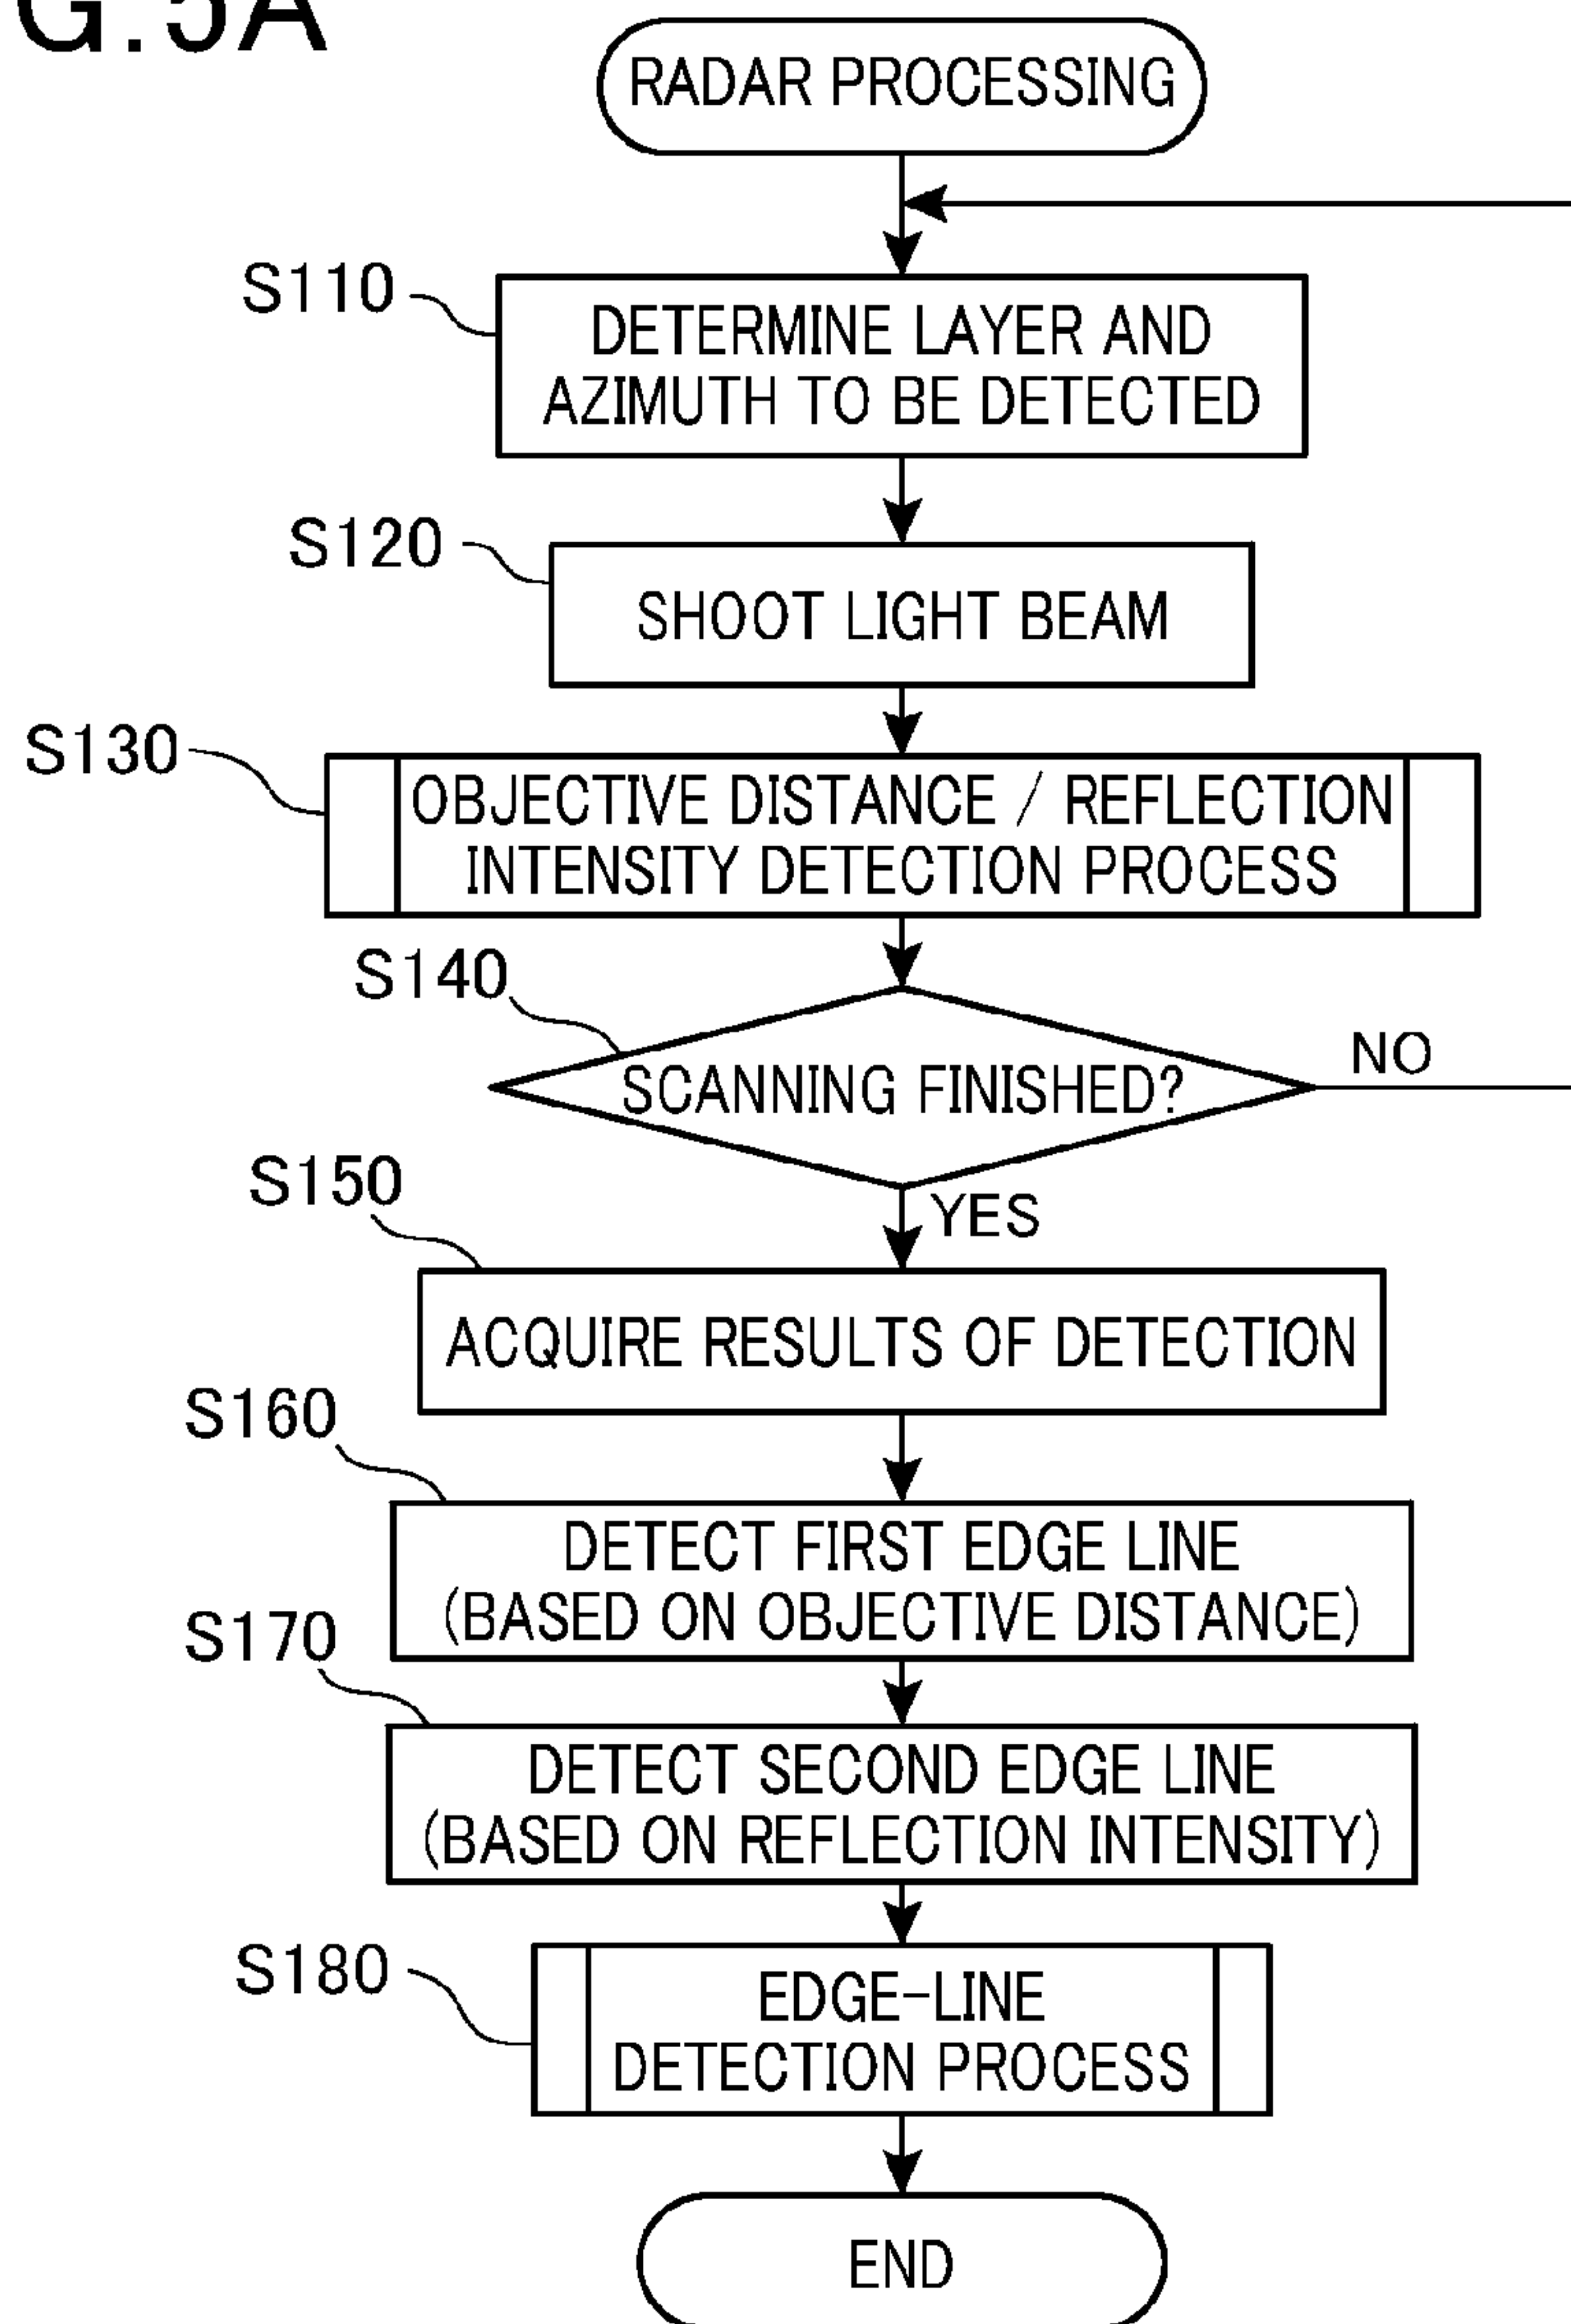 G.5A
RADAR PROCESSING
S110
DETERMINE LAYER AND
AZIMUTH TO BE DETECTED
S120
SHOOT LIGHT BEAM
S130
OBJECTIVE DISTANCE / REFLECTION
INTENSITY DETECTION PROCESS
S140
SCANNING FINISHED?
NO
YES
S150
ACQUIRE RESULTS OF DETECTION
S160
DETECT FIRST EDGE LINE
(BASED ON OBJECTIVE DISTANCE)
S170
DETECT SECOND EDGE LINE
(BASED ON REFLECTION INTENSITY)
S180
EDGE-LINE
DETECTION PROCESS
END